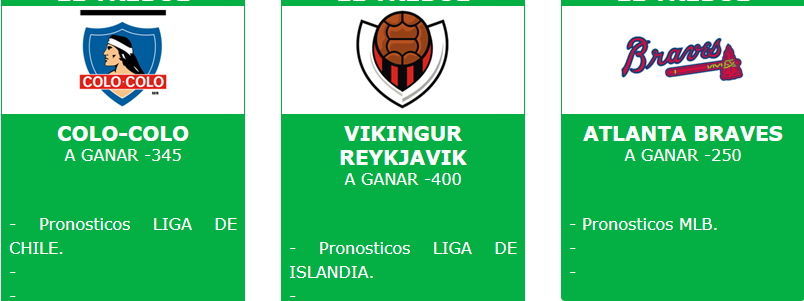 COLO-COLO
COLO-COLO
A GANAR -345
- Pronosticos LIGA DE
CHILE.
-
-
VIKINGUR
REYKJAVIK
A GANAR -400
- Pronosticos LIGA DE
ISLANDIA.
-
Braves
ATLANTA BRAVES
A GANAR -250
- Pronosticos MLB.
-
-